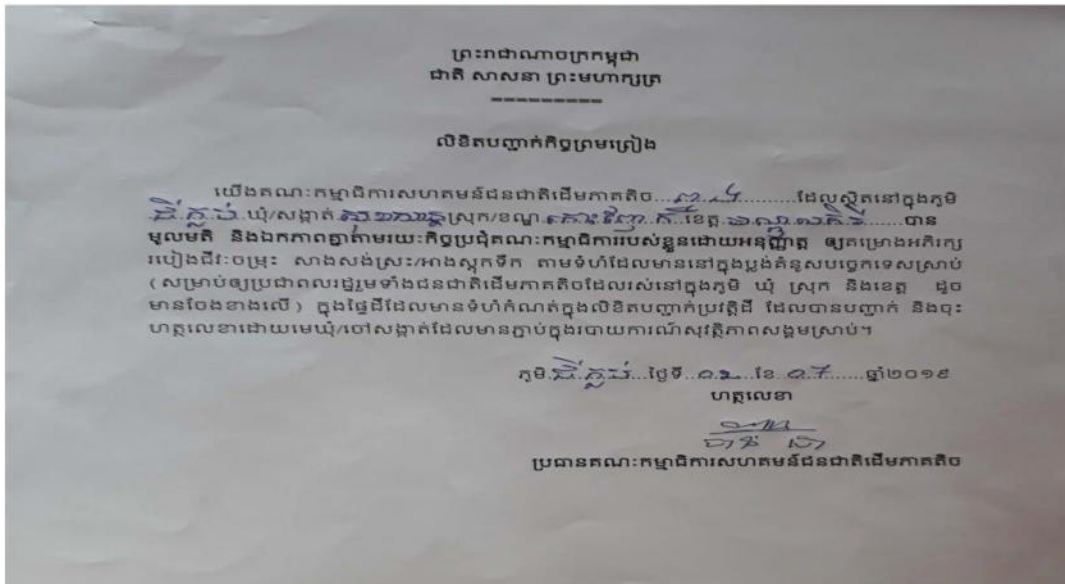 ព្រះរាជាណាចក្រកម្ពុជា
ជាតិ សាសនា ព្រះមហាក្សត្រ
----------
លិខិតបញ្ជាក់កិច្ចព្រមព្រៀង
យើងគណៈកម្មាធិការសហគមន៍ជនជាតិដើមភាគតិច...ព្នង...ដែលស្ថិតនៅក្នុងភូមិ
ឃុំ/សង្កាត់ ស្រុក/ខណ្ឌ ខេត្ត មណ្ឌលគិរី បាន
មូលមតិ និងឯកភាពគ្នាតាមរយៈកិច្ចប្រជុំគណៈកម្មាធិការរបស់ខ្លួនដោយអនុញ្ញាត ឲ្យគម្រោងអភិរក្ស
របៀងជីវៈចម្រុះ សាងសង់ស្រះ/អាងស្តុកទឹក តាមទំហំដែលមាននៅក្នុងប្លង់គំនូសបច្ចេកទេសស្រាប់
(សម្រាប់ឲ្យប្រជាពលរដ្ឋរួមទាំងជនជាតិដើមភាគតិចដែលរស់នៅក្នុងភូមិ ឃុំ ស្រុក និងខេត្ត ដូច
មានចែងខាងលើ) ក្នុងផ្ទៃដីដែលមានទំហំកំណត់ក្នុងលិខិតបញ្ជាក់ប្រវត្តិដី ដែលបានបញ្ជាក់ និងចុះ
ហត្ថលេខាដោយមេឃុំ/ចៅសង្កាត់ដែលមានភ្ជាប់ក្នុងរបាយការណ៍សុវត្ថិភាពសង្គមស្រាប់។
ភូមិ ថ្ងៃទី ខែ ០៧ ឆ្នាំ២០១៩
ហត្ថលេខា
ប្រធានគណៈកម្មាធិការសហគមន៍ជនជាតិដើមភាគតិច